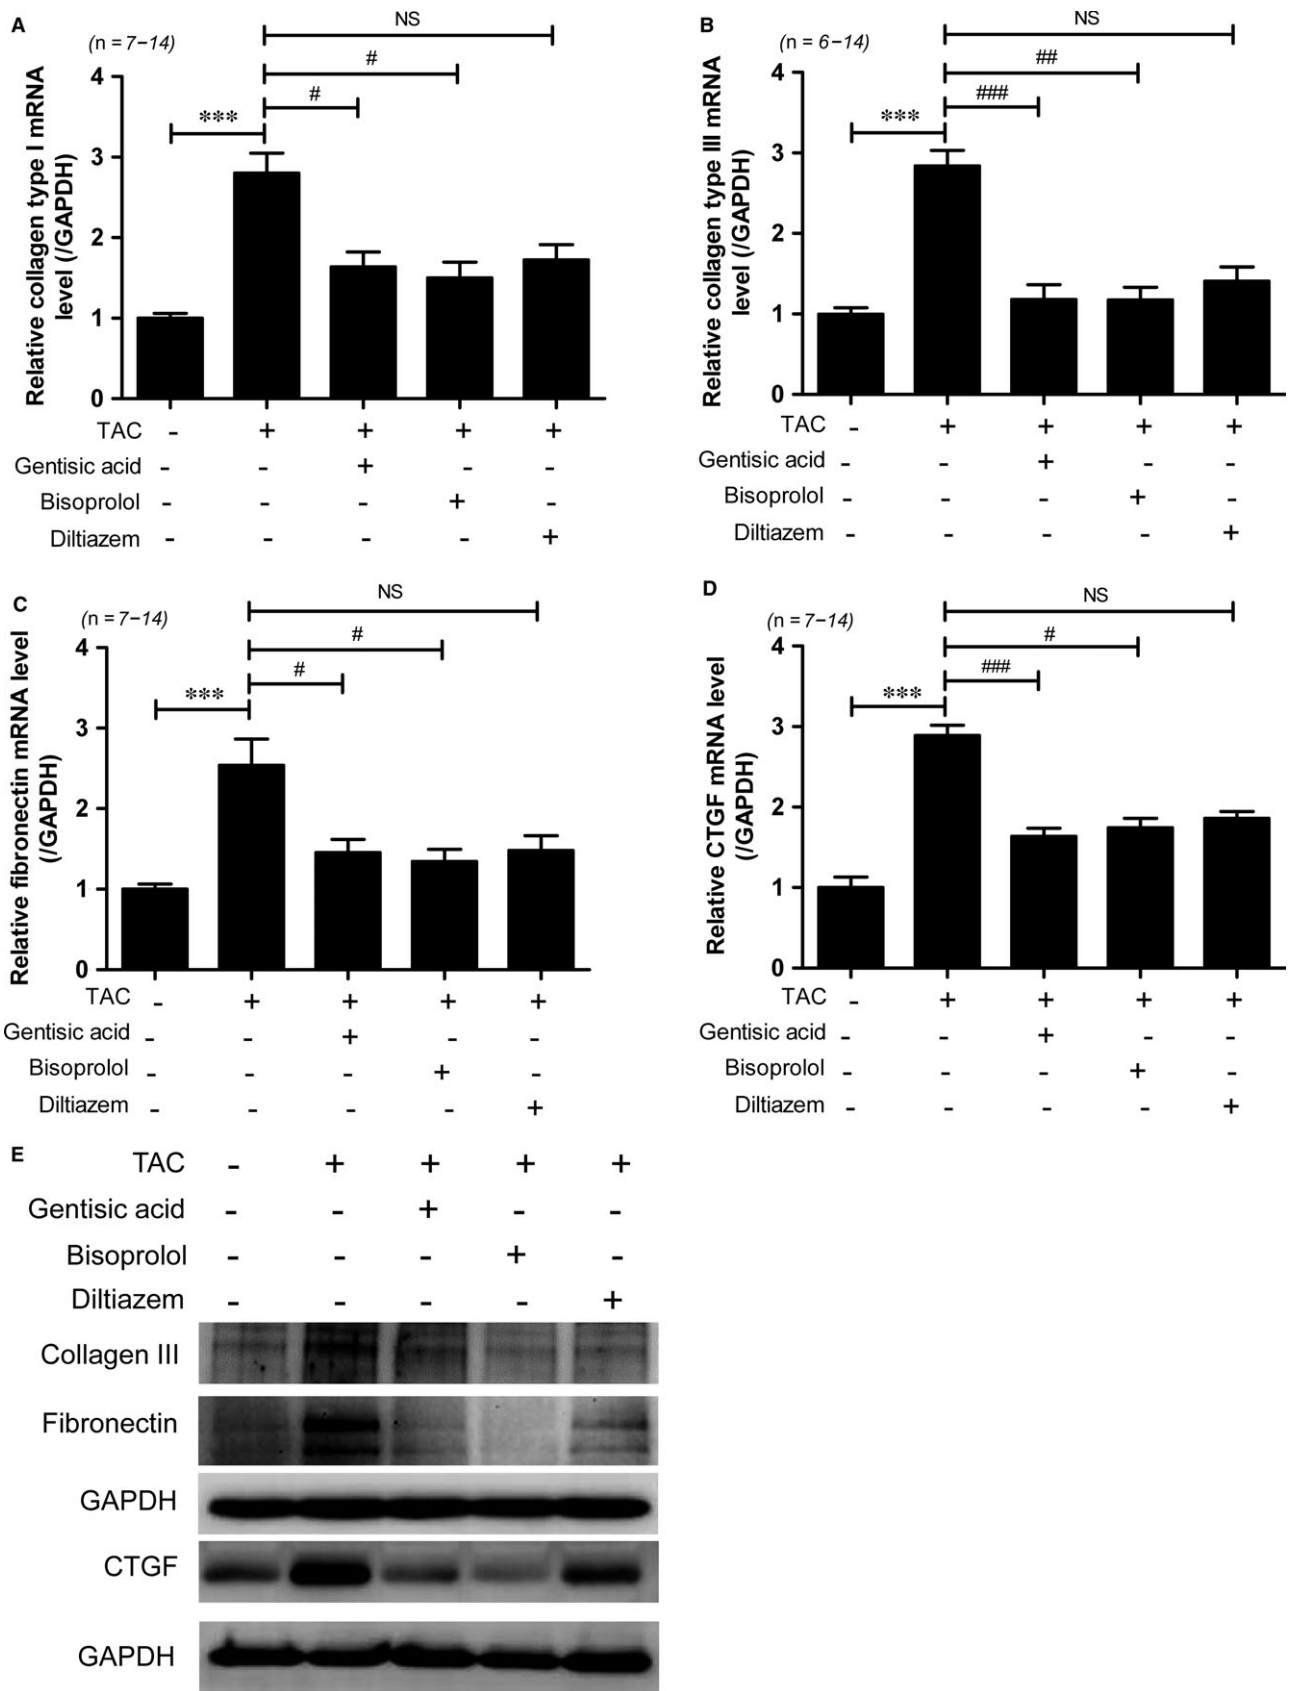 A
(n = 7–14)
NS
#
#
***
Relative collagen type I mRNA
level (/GAPDH)
4
3
2
1
0
TAC - + + + +
Gentisic acid - - + - -
Bisoprolol - - - + -
Diltiazem - - - - +
B
(n = 6–14)
NS
##
###
***
Relative collagen type III mRNA
level (/GAPDH)
4
3
2
1
0
TAC - + + + +
Gentisic acid - - + - -
Bisoprolol - - - + -
Diltiazem - - - - +
C
(n = 7–14)
NS
#
#
***
Relative fibronectin mRNA level
(/GAPDH)
4
3
2
1
0
TAC - + + + +
Gentisic acid - - + - -
Bisoprolol - - - + -
Diltiazem - - - - +
D
(n = 7–14)
NS
#
###
***
Relative CTGF mRNA level
(/GAPDH)
4
3
2
1
0
TAC - + + + +
Gentisic acid - - + - -
Bisoprolol - - - + -
Diltiazem - - - - +
E
TAC - + + + +
Gentisic acid - - + - -
Bisoprolol - - - + -
Diltiazem - - - - +
Collagen III
Fibronectin
GAPDH
CTGF
GAPDH